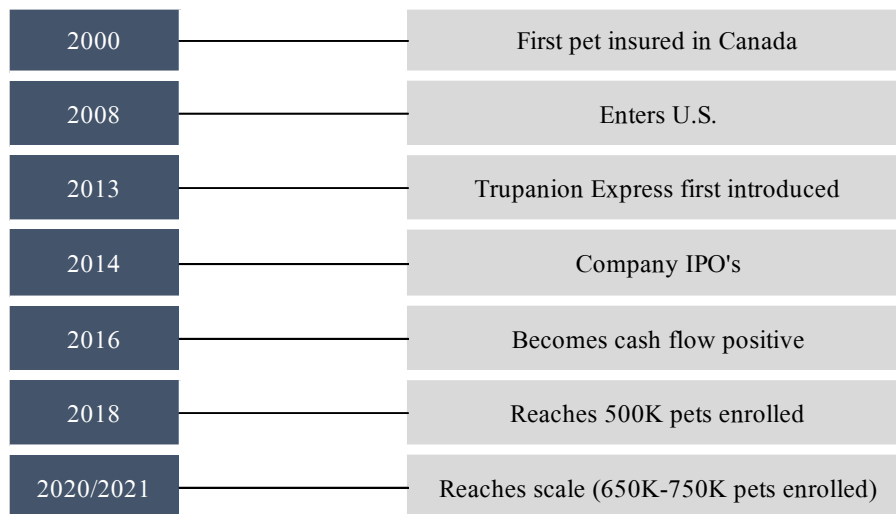 2000 First pet insured in Canada
2008 Enters U.S.
2013 Trupanion Express first introduced
2014 Company IPO's
2016 Becomes cash flow positive
2018 Reaches 500K pets enrolled
2020/2021 Reaches scale (650K-750K pets enrolled)